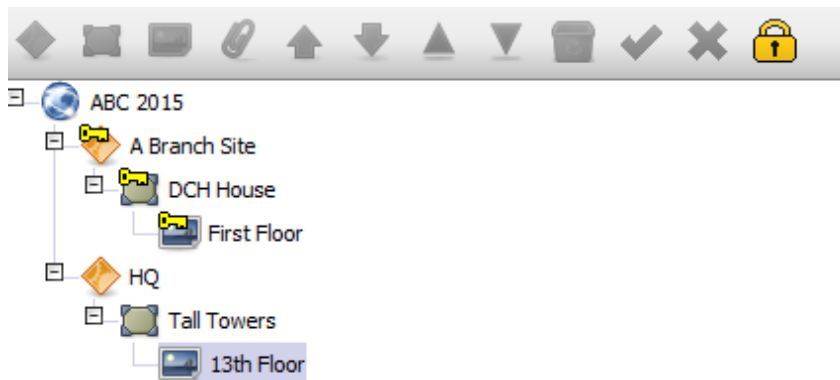 ABC 2015
A Branch Site
DCH House
First Floor
HQ
Tall Towers
13th Floor